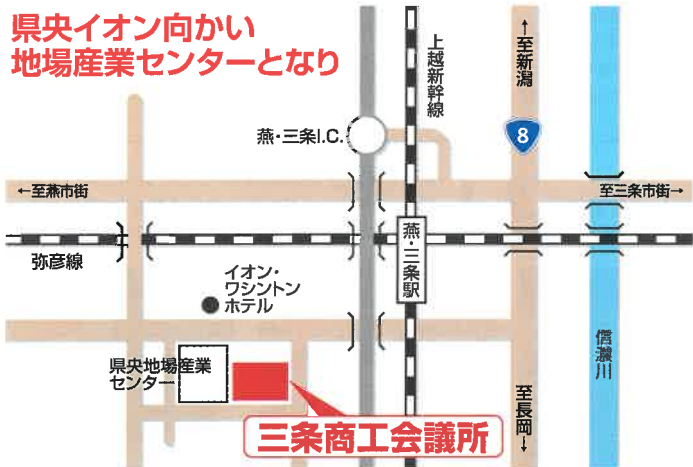 県央イオン向かい
地場産業センターとなり
上越新幹線
←至新潟
燕・三条I.C.
8
←至燕市街
至三条市街→
弥彦線
燕・三条駅
イオン・
ワシントン
ホテル
信濃川
県央地場産業
センター
至長岡→
三条商工会議所